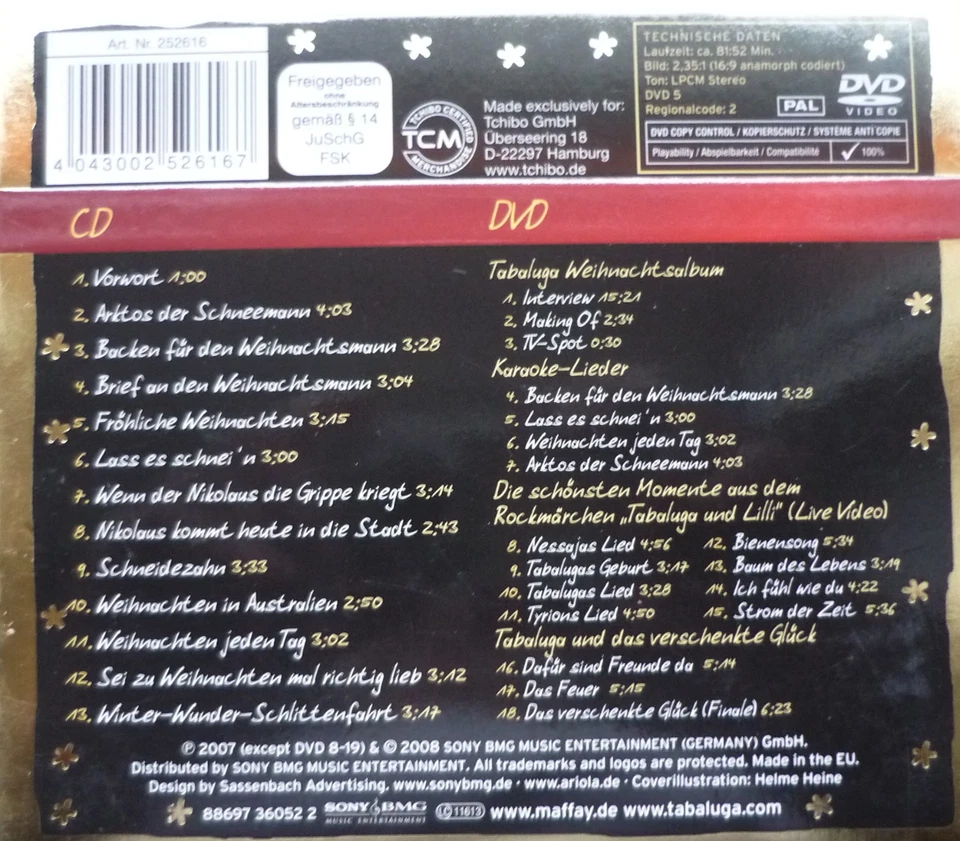 Art. Nr. 252616
4 043002 526167
Freigegeben
ohne
Altersbeschränkung
gemäß § 14
JuSchG
FSK
TCHIBO CERTIFIED
TCM
MERCHANDISE
Made exclusively for:
Tchibo GmbH
Überseering 18
D-22297 Hamburg
www.tchibo.de
TECHNISCHE DATEN
Laufzeit: ca. 81:52 Min.
Bild: 2,35:1 (16:9 anamorph codiert)
Ton: LPCM Stereo
DVD 5
Regionalcode: 2
PAL
DVD
VIDEO
DVD COPY CONTROL / KOPIERSCHUTZ / SYSTÈME ANTI COPIE
Playability / Abspielbarkeit / Compatibilité
100%
CD
1. Vorwort 1:00
2. Arktos der Schneemann 4:03
3. Backen für den Weihnachtsmann 3:28
4. Brief an den Weihnachtsmann 3:04
5. Fröhliche Weihnachten 3:15
6. Lass es schnei'n 3:00
7. Wenn der Nikolaus die Grippe kriegt 3:14
8. Nikolaus kommt heute in die Stadt 2:43
9. Schneidezahn 3:33
10. Weihnachten in Australien 2:50
11. Weihnachten jeden Tag 3:02
12. Sei zu Weihnachten mal richtig lieb 3:12
13. Winter-Wunder-Schlittenfahrt 3:17
DVD
Tabaluga Weihnachtsalbum
1. Interview 15:21
2. Making Of 2:34
3. TV-Spot 0:30
Karaoke-Lieder
4. Backen für den Weihnachtsmann 3:28
5. Lass es schnei'n 3:00
6. Weihnachten jeden Tag 3:02
7. Arktos der Schneemann 4:03
Die schönsten Momente aus dem
Rockmärchen „Tabaluga und Lilli" (Live Video)
8. Nessajas Lied 4:56
9. Tabalugas Geburt 3:17
10. Tabalugas Lied 3:28
11. Tyrions Lied 4:50
12. Bienensong 5:34
13. Baum des Lebens 3:19
14. Ich fühl wie du 4:22
15. Strom der Zeit 5:36
Tabaluga und das verschenkte Glück
16. Dafür sind Freunde da 5:14
17. Das Feuer 5:15
18. Das verschenkte Glück (Finale) 6:23
℗ 2007 (except DVD 8-19) & © 2008 SONY BMG MUSIC ENTERTAINMENT (GERMANY) GmbH.
Distributed by SONY BMG MUSIC ENTERTAINMENT. All trademarks and logos are protected. Made in the EU.
Design by Sassenbach Advertising. www.sonybmg.de · www.ariola.de · Coverillustration: Helme Heine
88697 36052 2 SONY BMG MUSIC ENTERTAINMENT LC 11613 www.maffay.de www.tabaluga.com